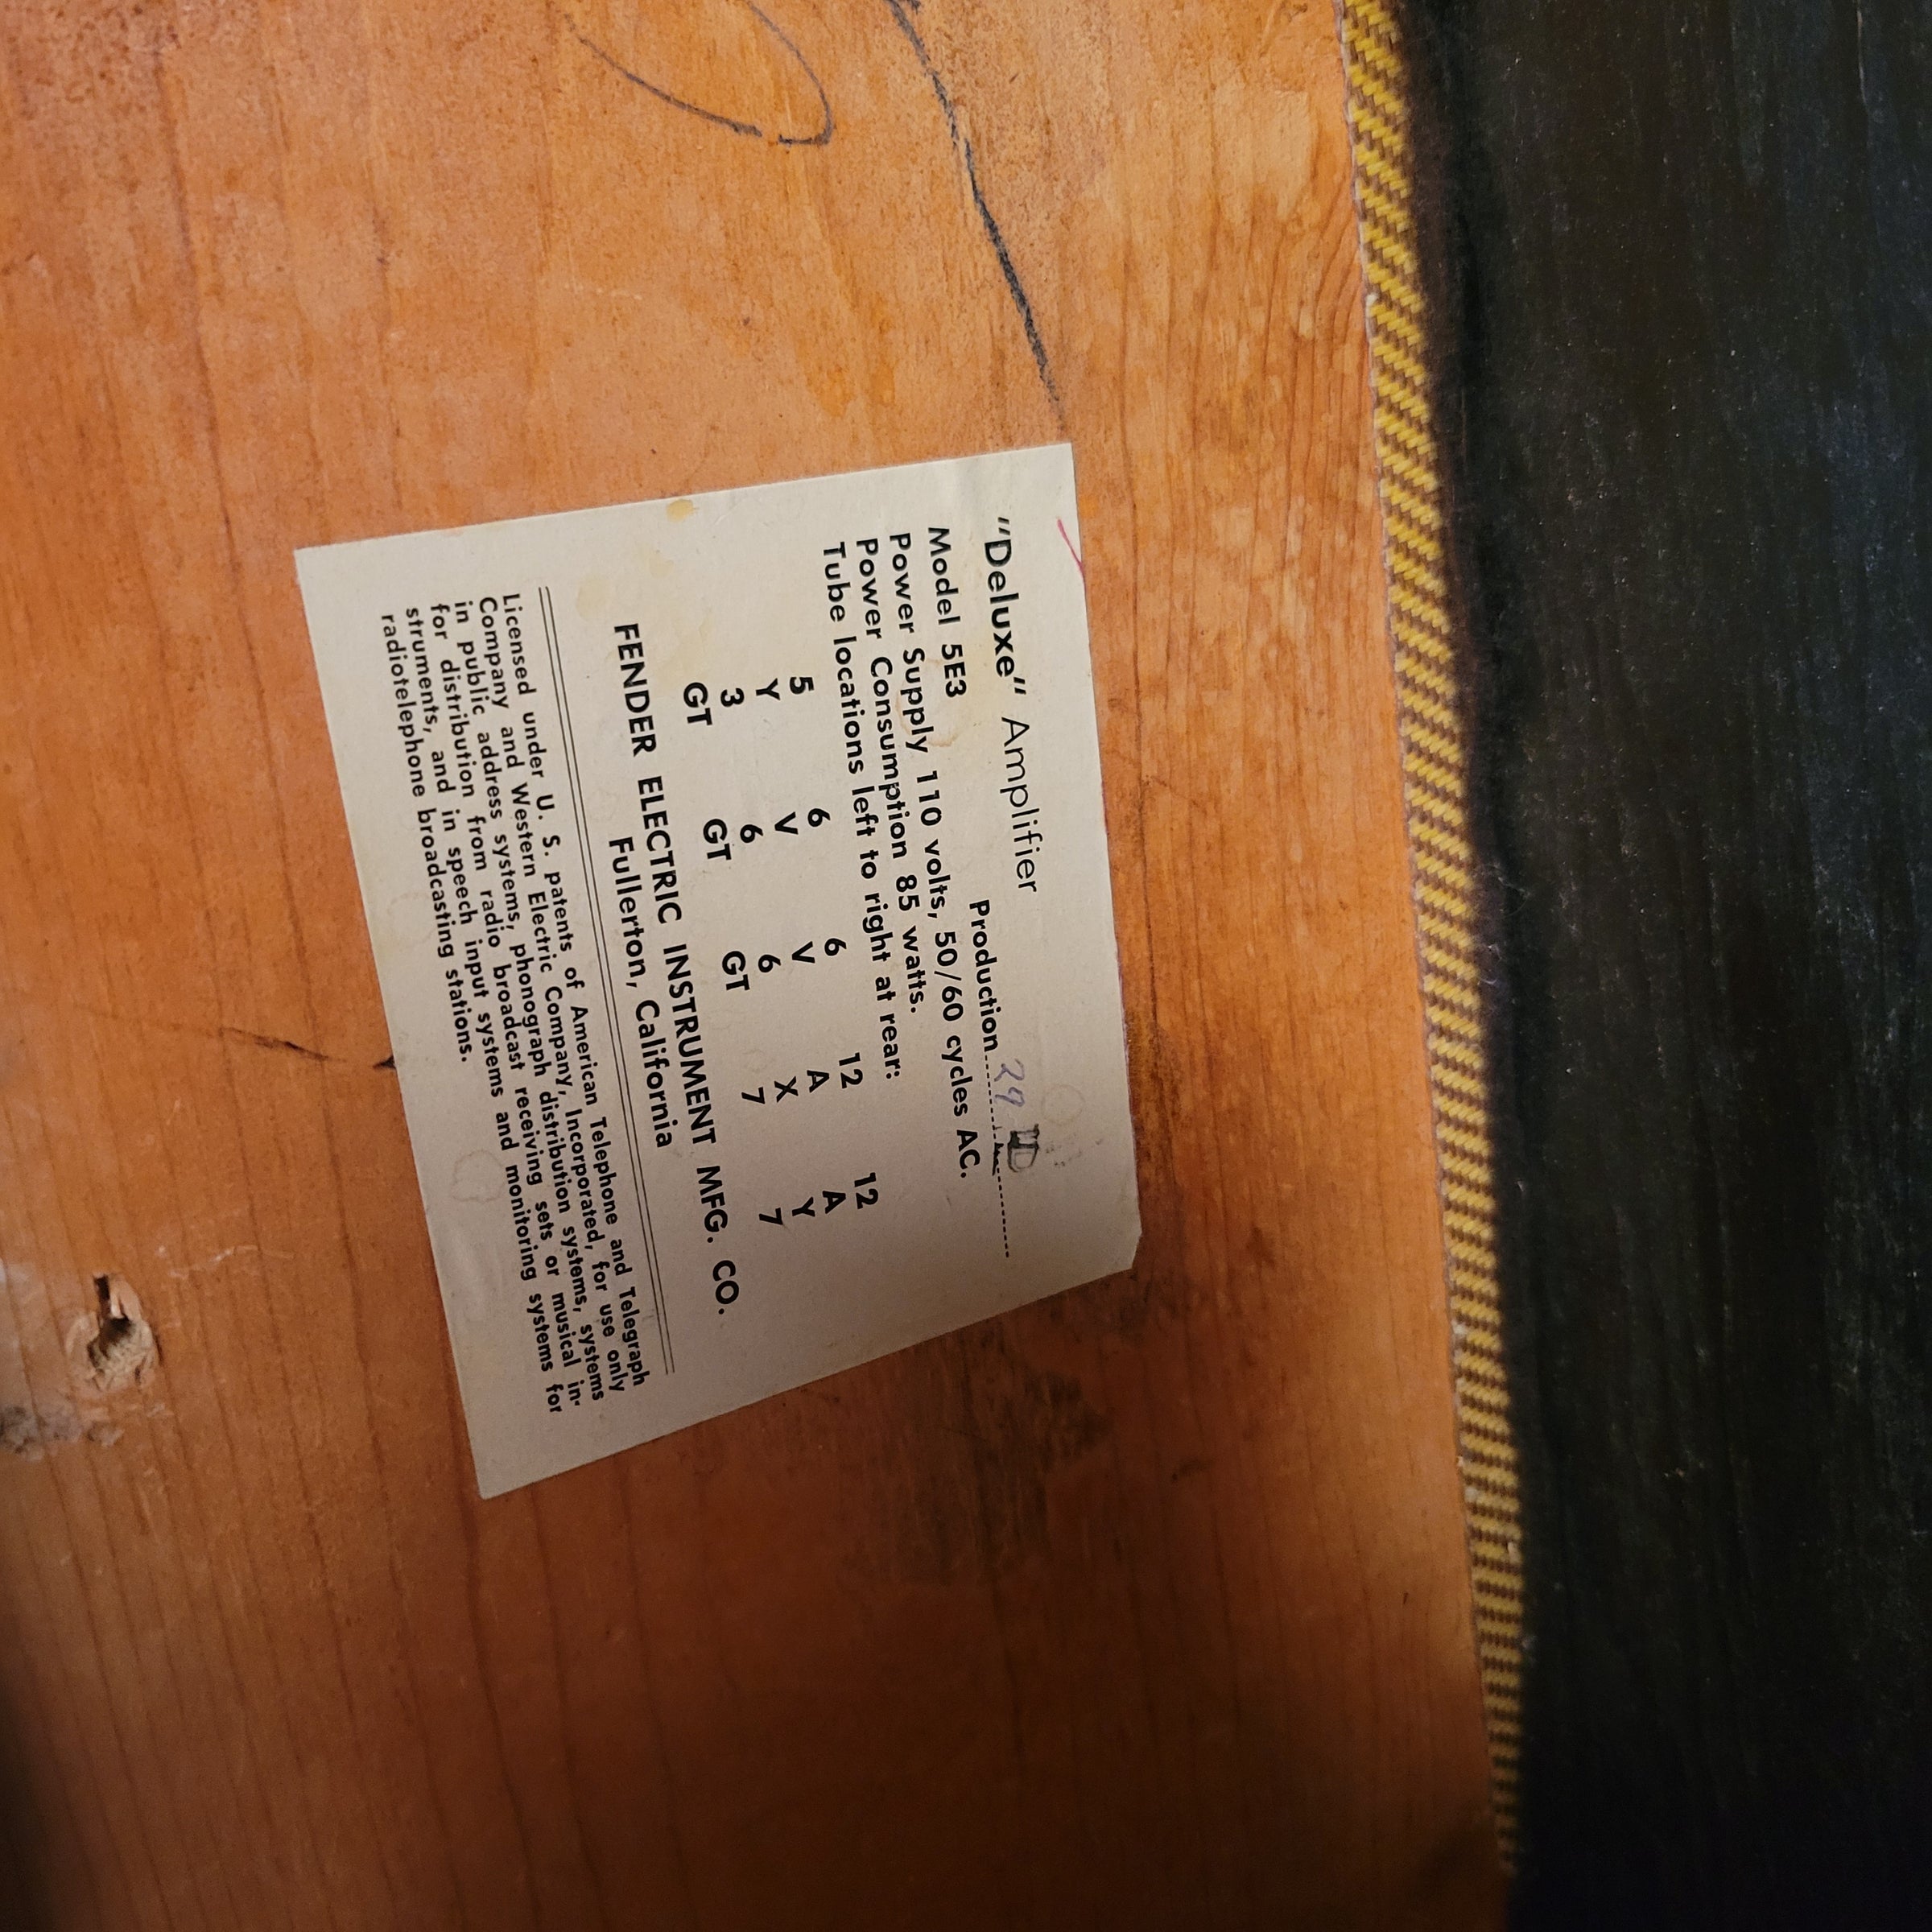 "Deluxe" Amplifier
Production
Model 5E3
Power Supply 110 volts, 50/60 cycles AC.
Power Consumption 85 watts.
Tube locations left to right at rear:
5 6 6 12 12
Y V V A A
3 6 6 X Y
GT GT GT 7 7
FENDER ELECTRIC INSTRUMENT MFG. CO.
Fullerton, California
Licensed under U. S. patents of American Telephone and Telegraph
Company and Western Electric Company, Incorporated, for use only
in public address systems, phonograph distribution systems, systems
for distribution from radio broadcast receiving sets or musical in-
struments, and in speech input systems and monitoring systems for
radiotelephone broadcasting stations.